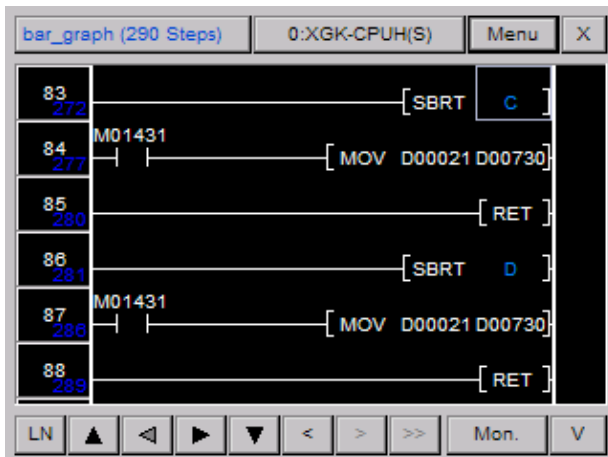 bar_graph (290 Steps) 0:XGK-CPUH(S) Menu X
83 272 SBRT C
M01431
84 277 MOV D00021 D00730
85 280 RET
86 281 SBRT D
M01431
87 286 MOV D00021 D00730
88 289 RET
LN < > >> Mon. V